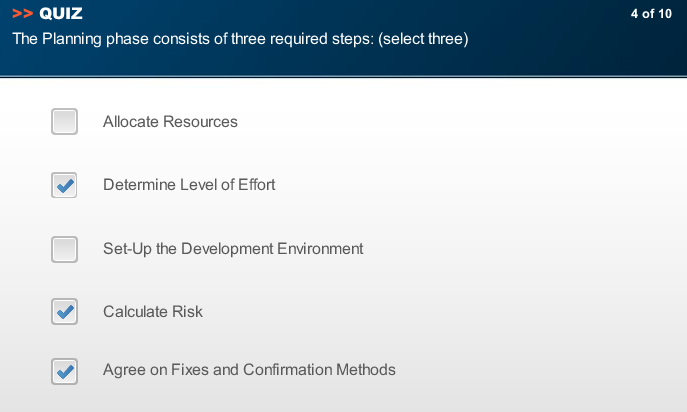 >> QUIZ
4 of 10
The Planning phase consists of three required steps: (select three)
Allocate Resources
Determine Level of Effort
Set-Up the Development Environment
Calculate Risk
Agree on Fixes and Confirmation Methods